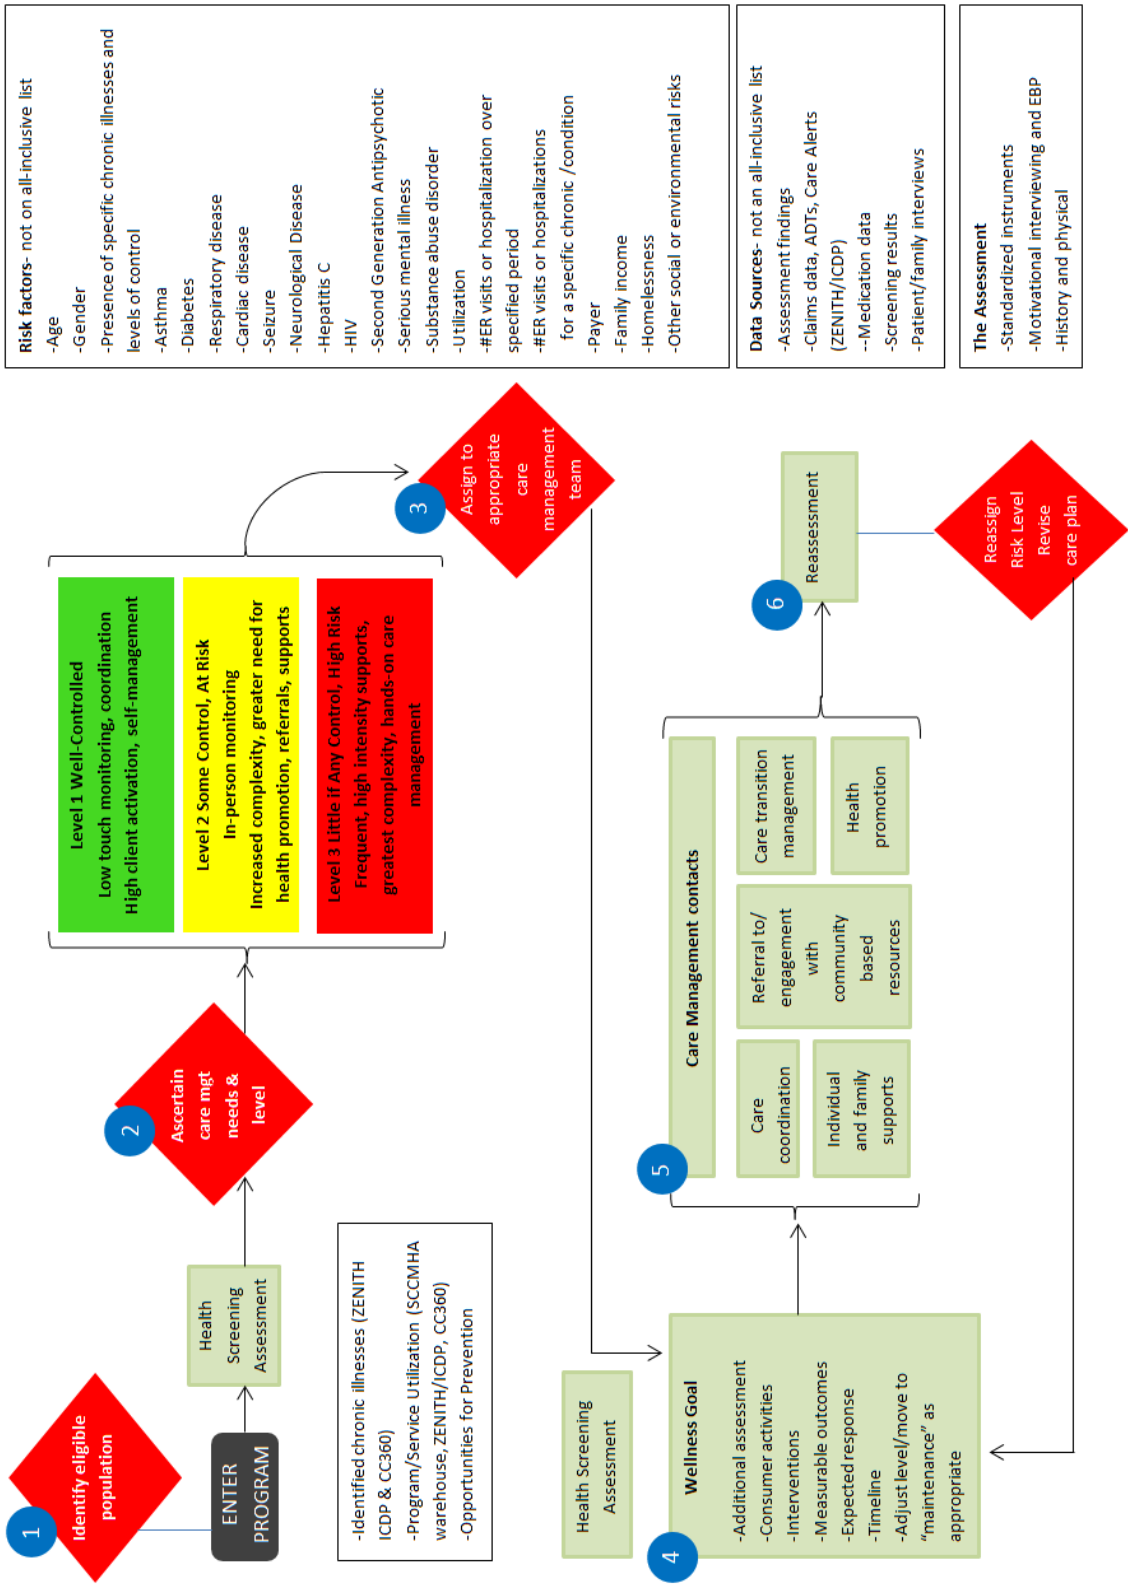 1
Identify eligible
population
ENTER
PROGRAM
Health
Screening
Assessment
2
Ascertain
care mgt
needs &
level
Level 1 Well-Controlled
Low touch monitoring, coordination
High client activation, self-management
Level 2 Some Control, At Risk
In-person monitoring
Increased complexity, greater need for
health promotion, referrals, supports
Level 3 Little if Any Control, High Risk
Frequent, high intensity supports,
greatest complexity, hands-on care
management
3
Assign to
appropriate
care
management
team
-Identified chronic illnesses (ZENITH
ICDP & CC360)
-Program/Service Utilization (SCCMHA
warehouse, ZENITH/ICDP, CC360)
-Opportunities for Prevention
Health Screening
Assessment
4
Wellness Goal
-Additional assessment
-Consumer activities
-Interventions
-Measurable outcomes
-Expected response
-Timeline
-Adjust level/move to
"maintenance" as
appropriate
5
Care Management contacts
Care
coordination
Individual
and family
supports
Referral to/
engagement
with
community
based
resources
Care transition
management
Health
promotion
6
Reassessment
Reassign
Risk Level
Revise
care plan
Risk factors- not on all-inclusive list
-Age
-Gender
-Presence of specific chronic illnesses and
levels of control
-Asthma
-Diabetes
-Respiratory disease
-Cardiac disease
-Seizure
-Neurological Disease
-Hepatitis C
-HIV
-Second Generation Antipsychotic
-Serious mental illness
-Substance abuse disorder
-Utilization
-#ER visits or hospitalization over
specified period
-#ER visits or hospitalizations
for a specific chronic /condition
-Payer
-Family income
-Homelessness
-Other social or environmental risks
Data Sources- not an all-inclusive list
-Assessment findings
-Claims data, ADTs, Care Alerts
(ZENITH/ICDP)
--Medication data
-Screening results
-Patient/family interviews
The Assessment
-Standardized instruments
-Motivational interviewing and EBP
-History and physical